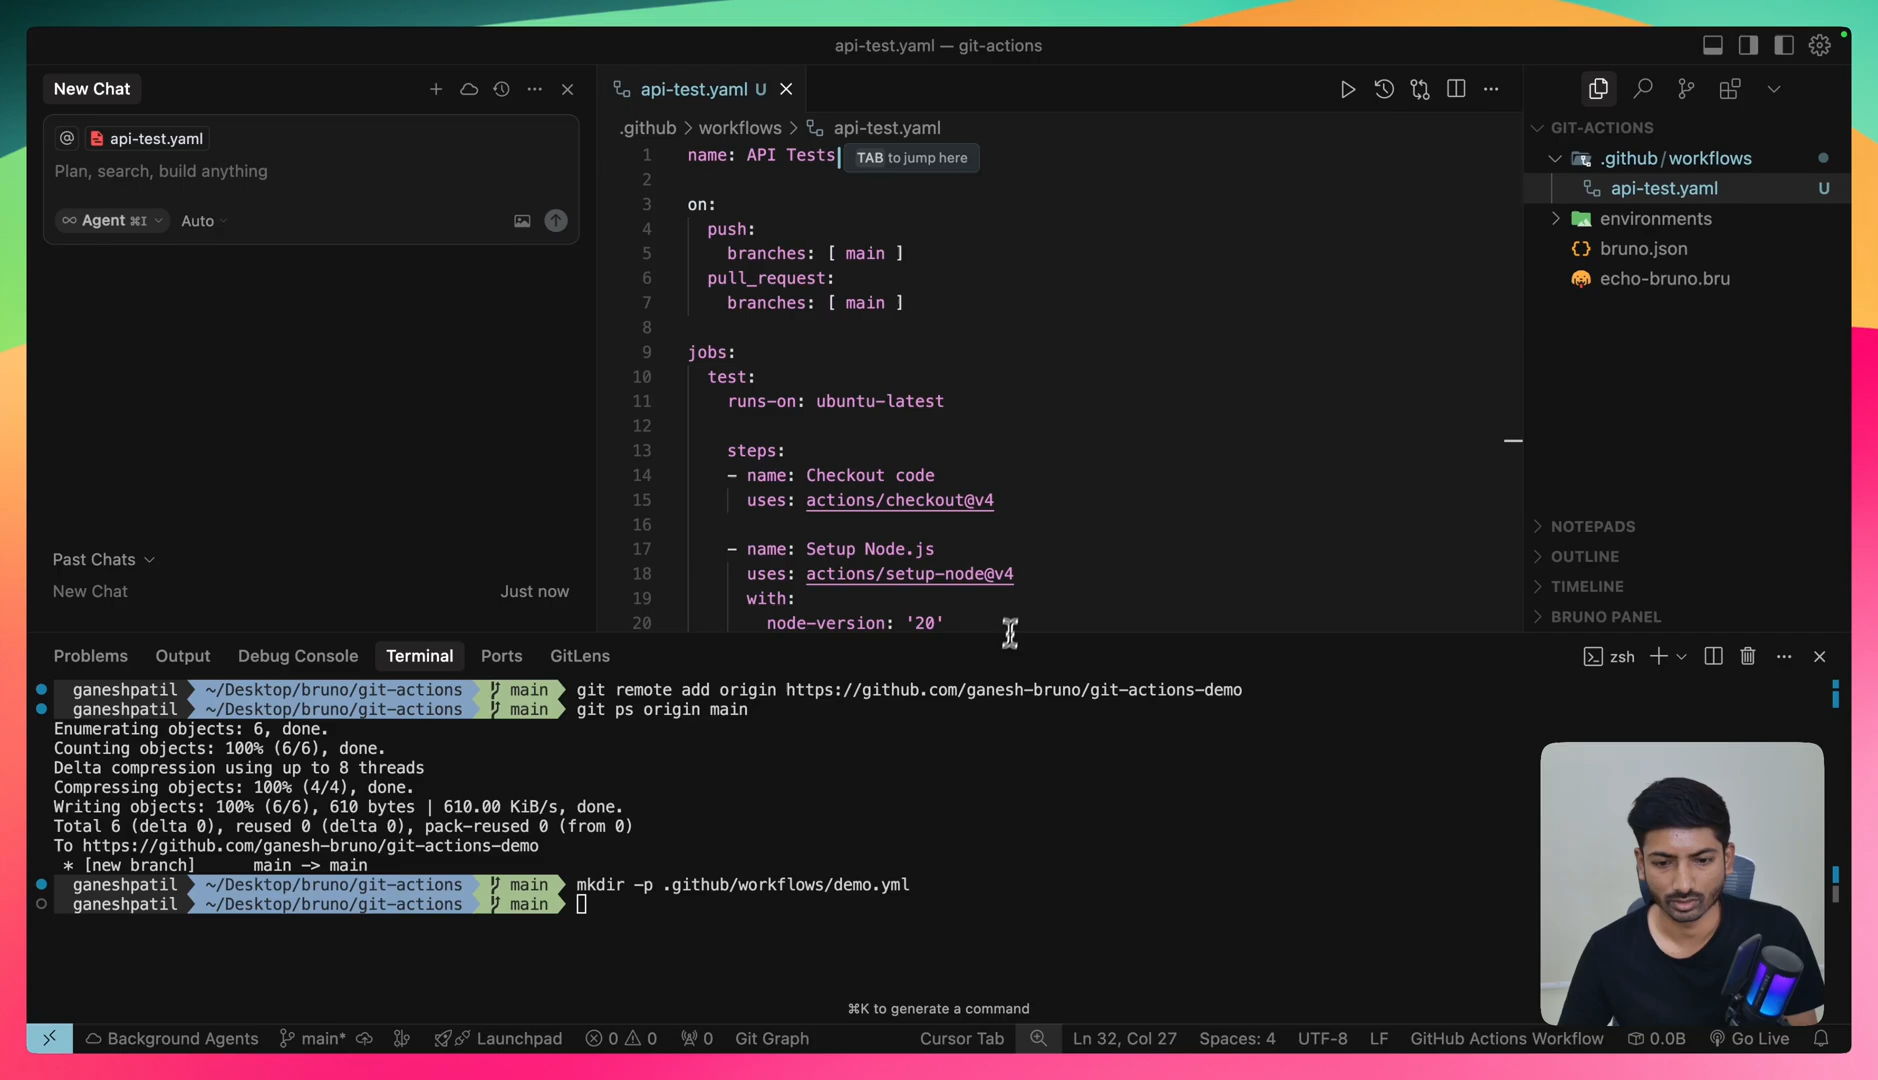 api-test.yaml — git-actions
New Chat
api-test.yaml
Plan, search, build anything
Agent ⌘I
Auto
Past Chats
New Chat
Just now
api-test.yaml U
.github > workflows > api-test.yaml
1 name: API Tests
TAB to jump here
2
3 on:
4 push:
5 branches: [ main ]
6 pull_request:
7 branches: [ main ]
8
9 jobs:
10 test:
11 runs-on: ubuntu-latest
12
13 steps:
14 - name: Checkout code
15 uses: actions/checkout@v4
16
17 - name: Setup Node.js
18 uses: actions/setup-node@v4
19 with:
20 node-version: '20'
GIT-ACTIONS
.github/workflows
api-test.yaml U
environments
bruno.json
echo-bruno.bru
NOTEPADS
OUTLINE
TIMELINE
BRUNO PANEL
Problems Output Debug Console Terminal Ports GitLens
zsh
ganeshpatil ~/Desktop/bruno/git-actions main git remote add origin https://github.com/ganesh-bruno/git-actions-demo
ganeshpatil ~/Desktop/bruno/git-actions main git ps origin main
Enumerating objects: 6, done.
Counting objects: 100% (6/6), done.
Delta compression using up to 8 threads
Compressing objects: 100% (4/4), done.
Writing objects: 100% (6/6), 610 bytes | 610.00 KiB/s, done.
Total 6 (delta 0), reused 0 (delta 0), pack-reused 0 (from 0)
To https://github.com/ganesh-bruno/git-actions-demo
* [new branch] main -> main
ganeshpatil ~/Desktop/bruno/git-actions main mkdir -p .github/workflows/demo.yml
ganeshpatil ~/Desktop/bruno/git-actions main
⌘K to generate a command
Background Agents main* Launchpad 0 0 0 Git Graph Cursor Tab Ln 32, Col 27 Spaces: 4 UTF-8 LF GitHub Actions Workflow 0.0B Go Live